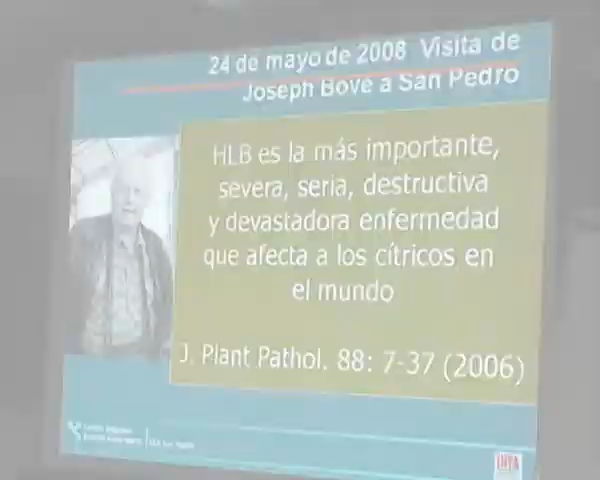 24 de mayo de 2008 Visita de
Joseph Bové a San Pedro
HLB es la más importante,
severa, seria, destructiva
y devastadora enfermedad
que afecta a los cítricos en
el mundo
J. Plant Pathol. 88: 7-37 (2006)
INTA